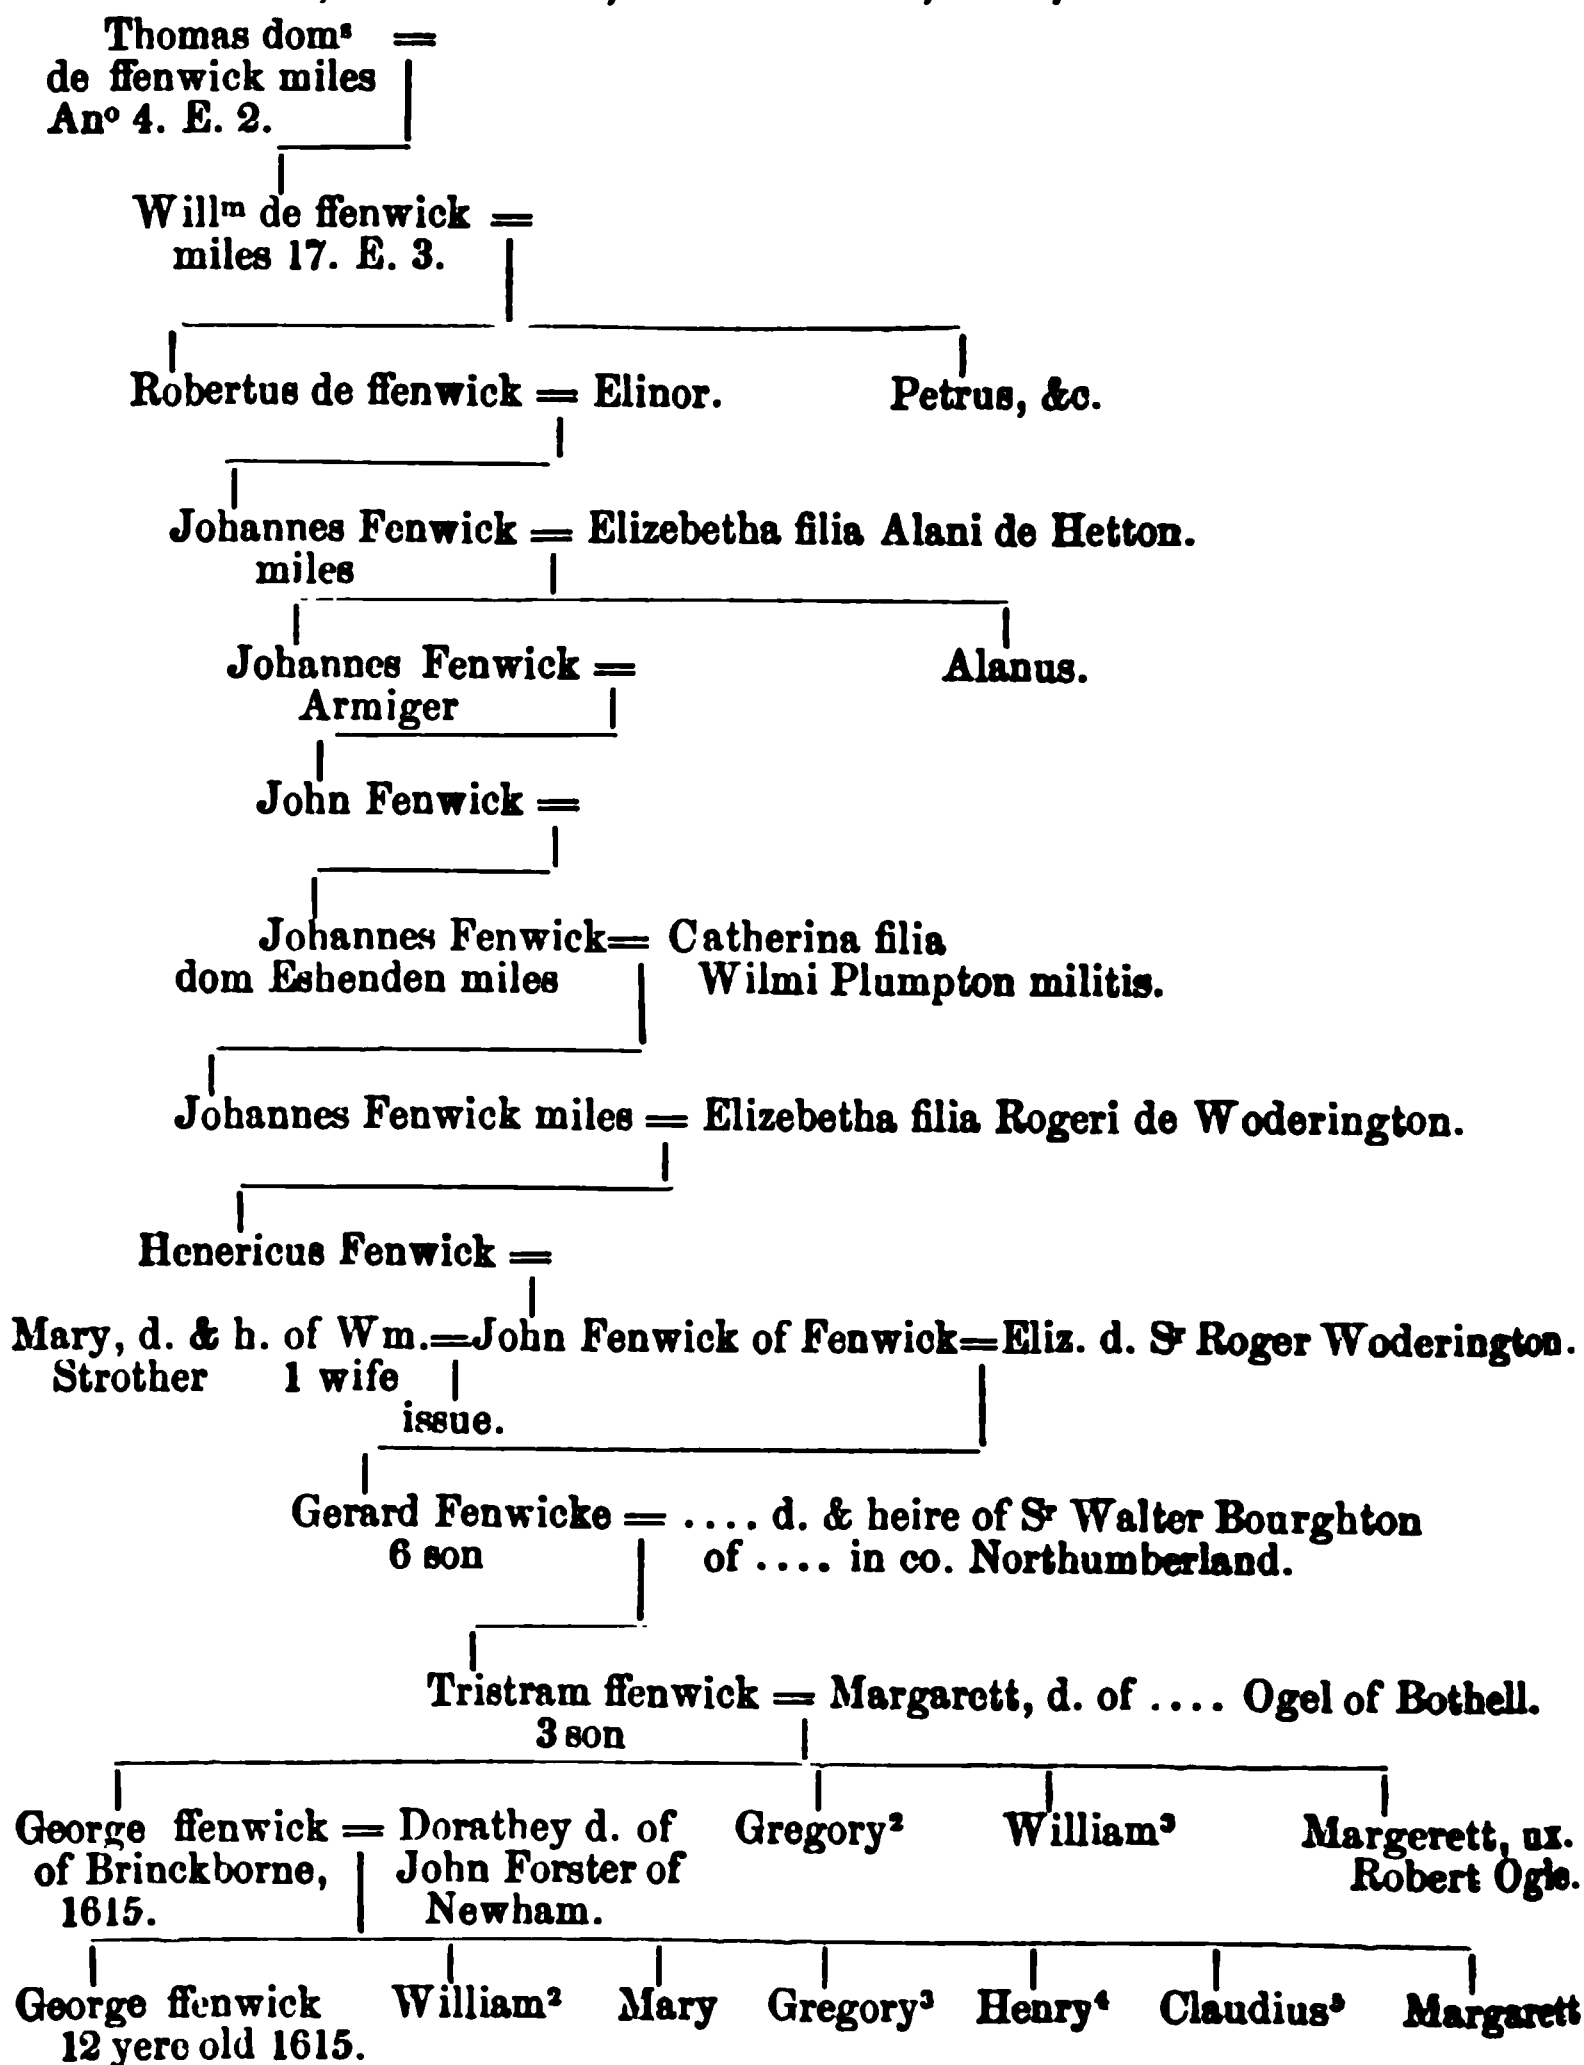 Thomas domˢ =
de ffenwick miles
Anᵒ 4. E. 2.
Willᵐ de ffenwick =
miles 17. E. 3.
Robertus de ffenwick = Elinor. Petrus, &c.
Johannes Fenwick = Elizebetha filia Alani de Hetton.
miles
Johannes Fenwick = Alanus.
Armiger
John Fenwick =
Johannes Fenwick = Catherina filia
dom Eshenden miles Wilmi Plumpton militis.
Johannes Fenwick miles = Elizebetha filia Rogeri de Woderington.
Henericus Fenwick =
Mary, d. & h. of Wm.=John Fenwick of Fenwick=Eliz. d. Sʳ Roger Woderington.
Strother 1 wife
issue.
Gerard Fenwicke = .... d. & heire of Sʳ Walter Bourghton
6 son of .... in co. Northumberland.
Tristram ffenwick = Margarett, d. of .... Ogel of Bothell.
3 son
George ffenwick = Dorathey d. of Gregory² William³ Margerett, ux.
of Brinckborne, John Forster of Robert Ogle.
1615. Newham.
George ffenwick William² Mary Gregory³ Henry⁴ Claudius⁵ Margarett
12 yere old 1615.